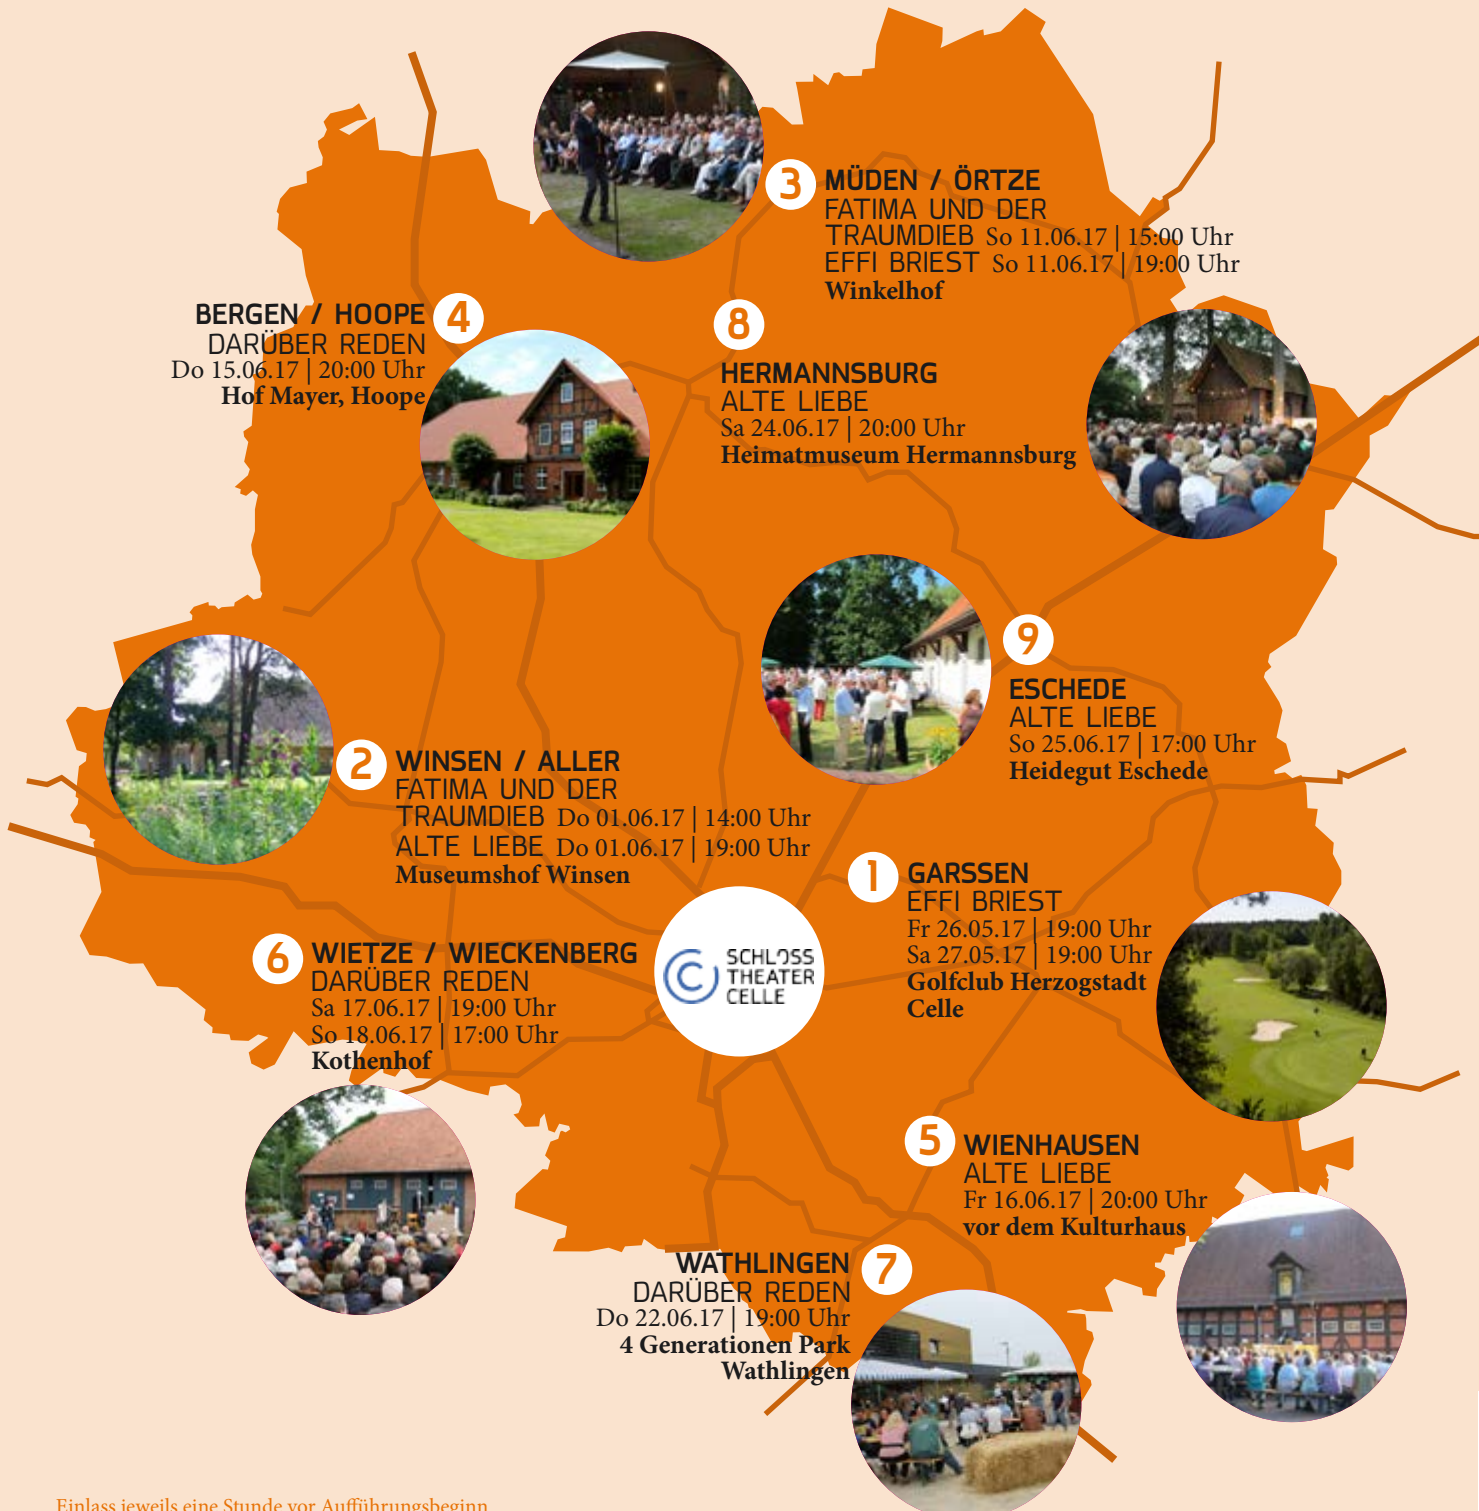 3
MÜDEN / ÖRTZE
FATIMA UND DER
TRAUMDIEB So 11.06.17 | 15:00 Uhr
EFFI BRIEST So 11.06.17 | 19:00 Uhr
Winkelhof
BERGEN / HOOPE
4
DARÜBER REDEN
Do 15.06.17 | 20:00 Uhr
Hof Mayer, Hoope
8
HERMANNSBURG
ALTE LIEBE
Sa 24.06.17 | 20:00 Uhr
Heimatmuseum Hermannsburg
9
ESCHEDE
ALTE LIEBE
So 25.06.17 | 17:00 Uhr
Heidegut Eschede
2
WINSEN / ALLER
FATIMA UND DER
TRAUMDIEB Do 01.06.17 | 14:00 Uhr
ALTE LIEBE Do 01.06.17 | 19:00 Uhr
Museumshof Winsen
1
GARSSEN
EFFI BRIEST
Fr 26.05.17 | 19:00 Uhr
Sa 27.05.17 | 19:00 Uhr
Golfclub Herzogstadt
Celle
6
WIETZE / WIECKENBERG
DARÜBER REDEN
Sa 17.06.17 | 19:00 Uhr
So 18.06.17 | 17:00 Uhr
Kothenhof
SCHLOSS
THEATER
CELLE
5
WIENHAUSEN
ALTE LIEBE
Fr 16.06.17 | 20:00 Uhr
vor dem Kulturhaus
WATHLINGEN
7
DARÜBER REDEN
Do 22.06.17 | 19:00 Uhr
4 Generationen Park
Wathlingen
Einlass jeweils eine Stunde vor Aufführungsbeginn